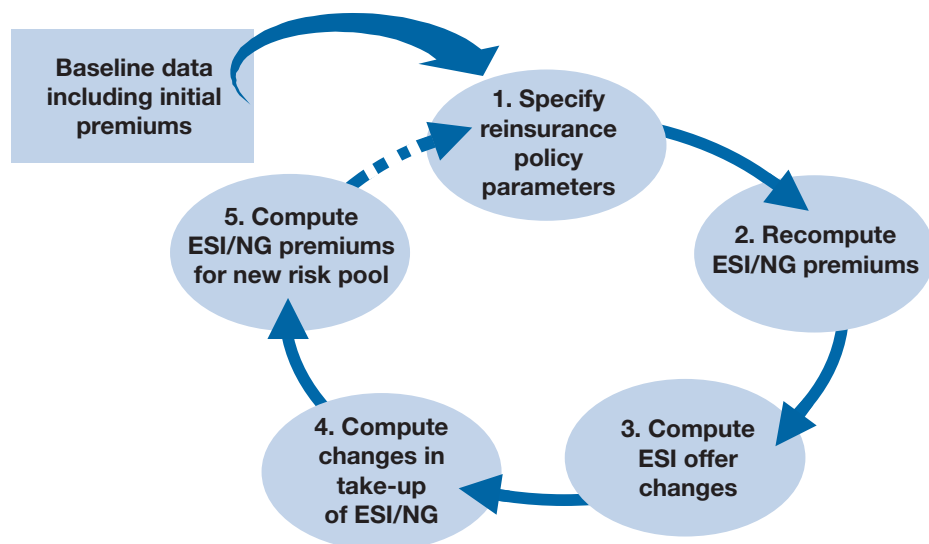 Baseline data
including initial
premiums
1. Specify
reinsurance
policy
parameters
2. Recompute
ESI/NG premiums
3. Compute
ESI offer
changes
4. Compute
changes in
take-up
of ESI/NG
5. Compute
ESI/NG premiums
for new risk pool